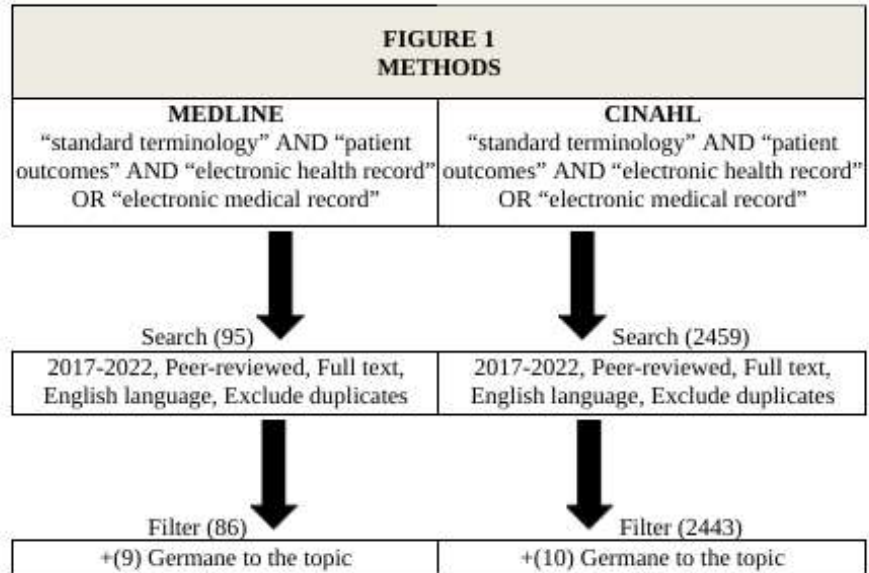 FIGURE 1
METHODS
MEDLINE
“standard terminology” AND “patient
outcomes” AND “electronic health record”
OR “electronic medical record”
CINAHL
“standard terminology” AND “patient
outcomes” AND “electronic health record”
OR “electronic medical record”
Search (95)
Search (2459)
2017-2022, Peer-reviewed, Full text,
English language, Exclude duplicates
2017-2022, Peer-reviewed, Full text,
English language, Exclude duplicates
Filter (86)
Filter (2443)
+(9) Germane to the topic
+(10) Germane to the topic